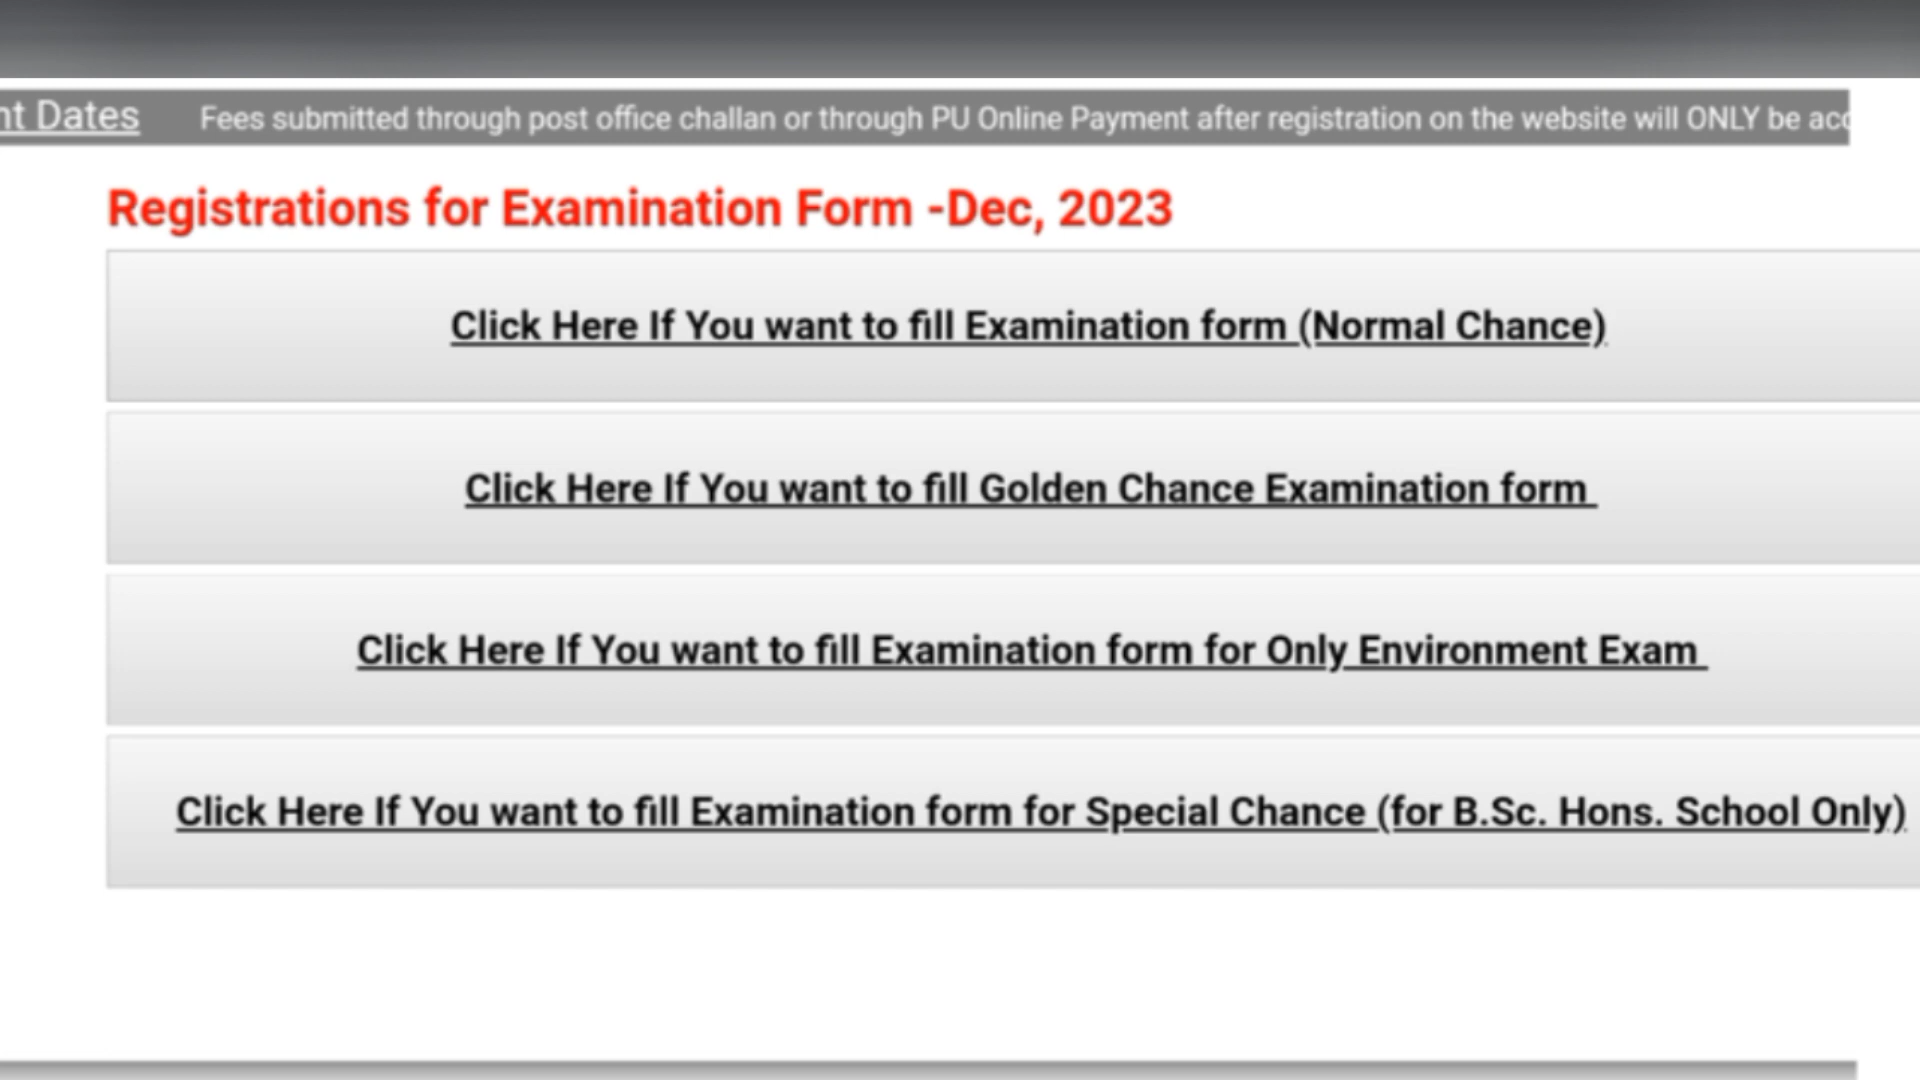 nt Dates Fees submitted through post office challan or through PU Online Payment after registration on the website will ONLY be acc
Registrations for Examination Form -Dec, 2023
Click Here If You want to fill Examination form (Normal Chance)
Click Here If You want to fill Golden Chance Examination form
Click Here If You want to fill Examination form for Only Environment Exam
Click Here If You want to fill Examination form for Special Chance (for B.Sc. Hons. School Only)